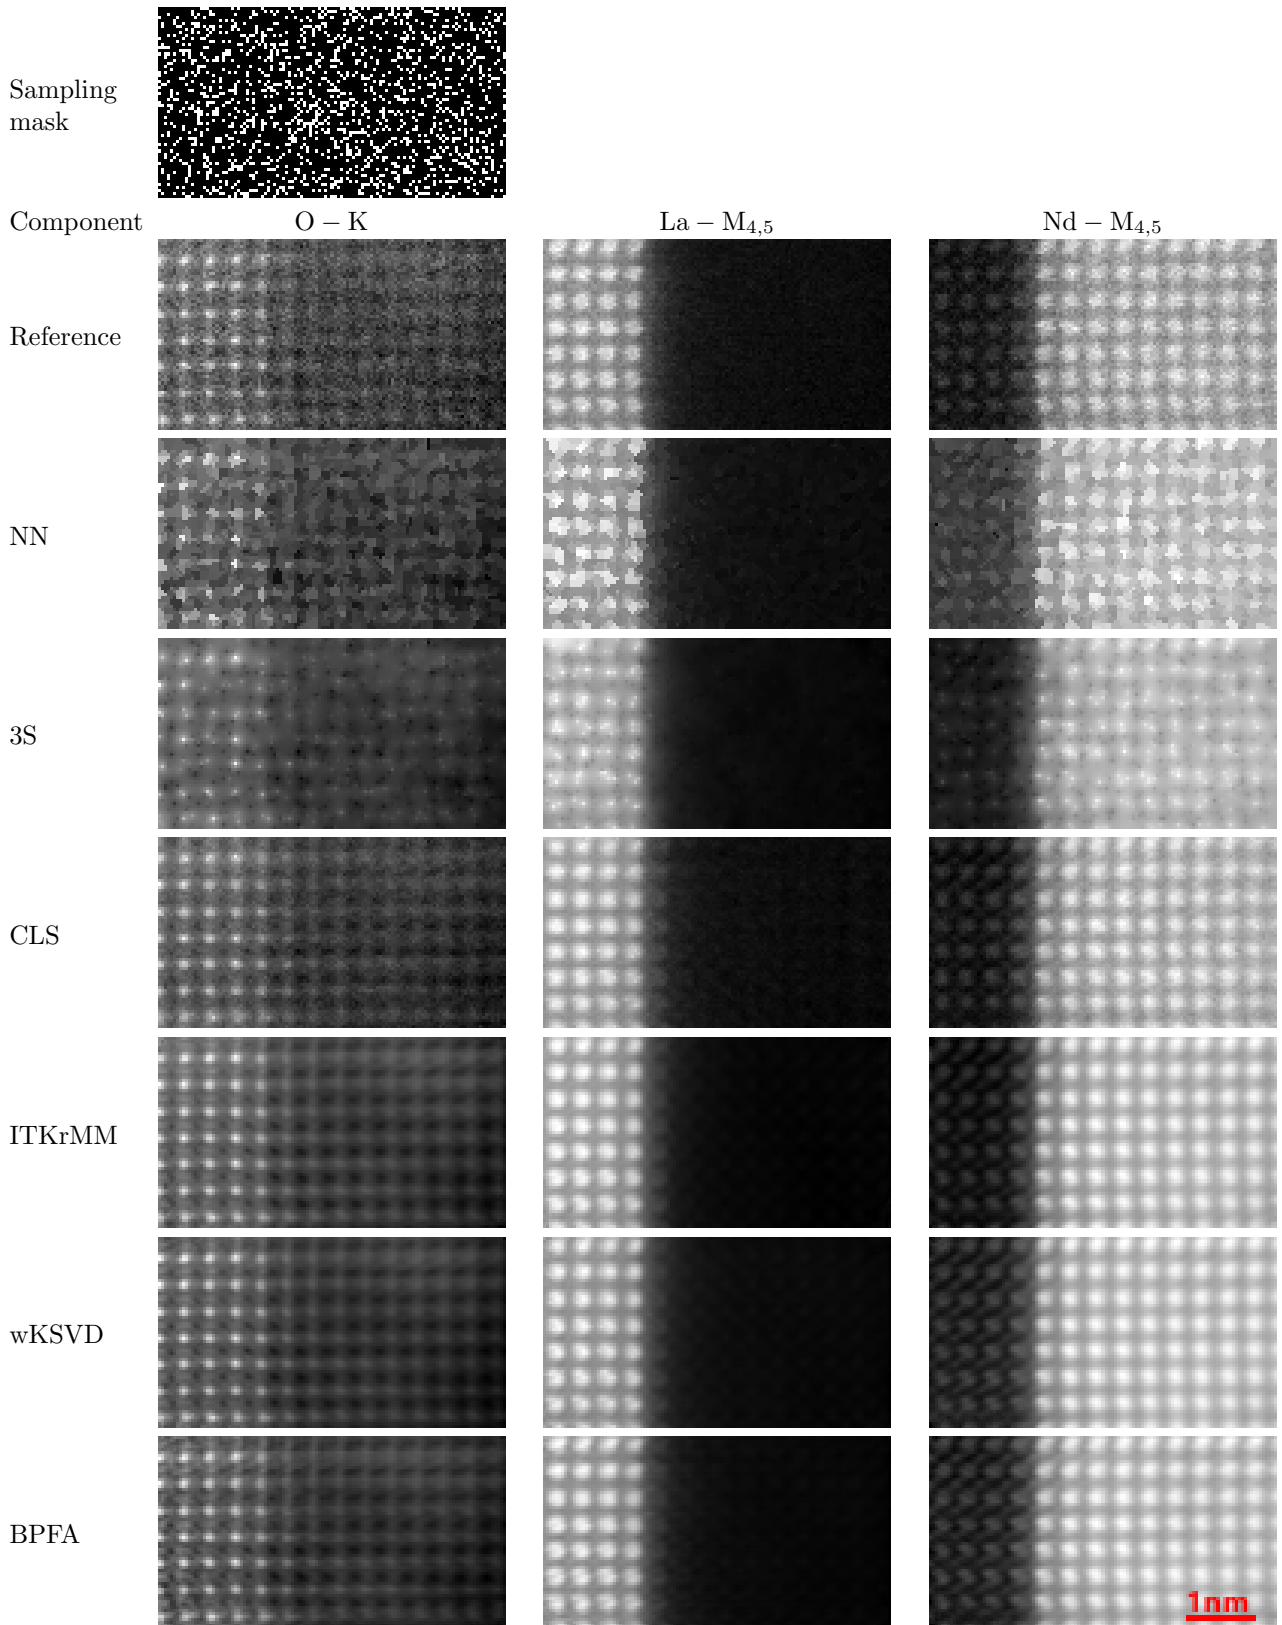 Sampling
mask
Component O – K La – M₄,₅ Nd – M₄,₅
Reference
NN
3S
CLS
ITKrMM
wKSVD
BPFA
1nm